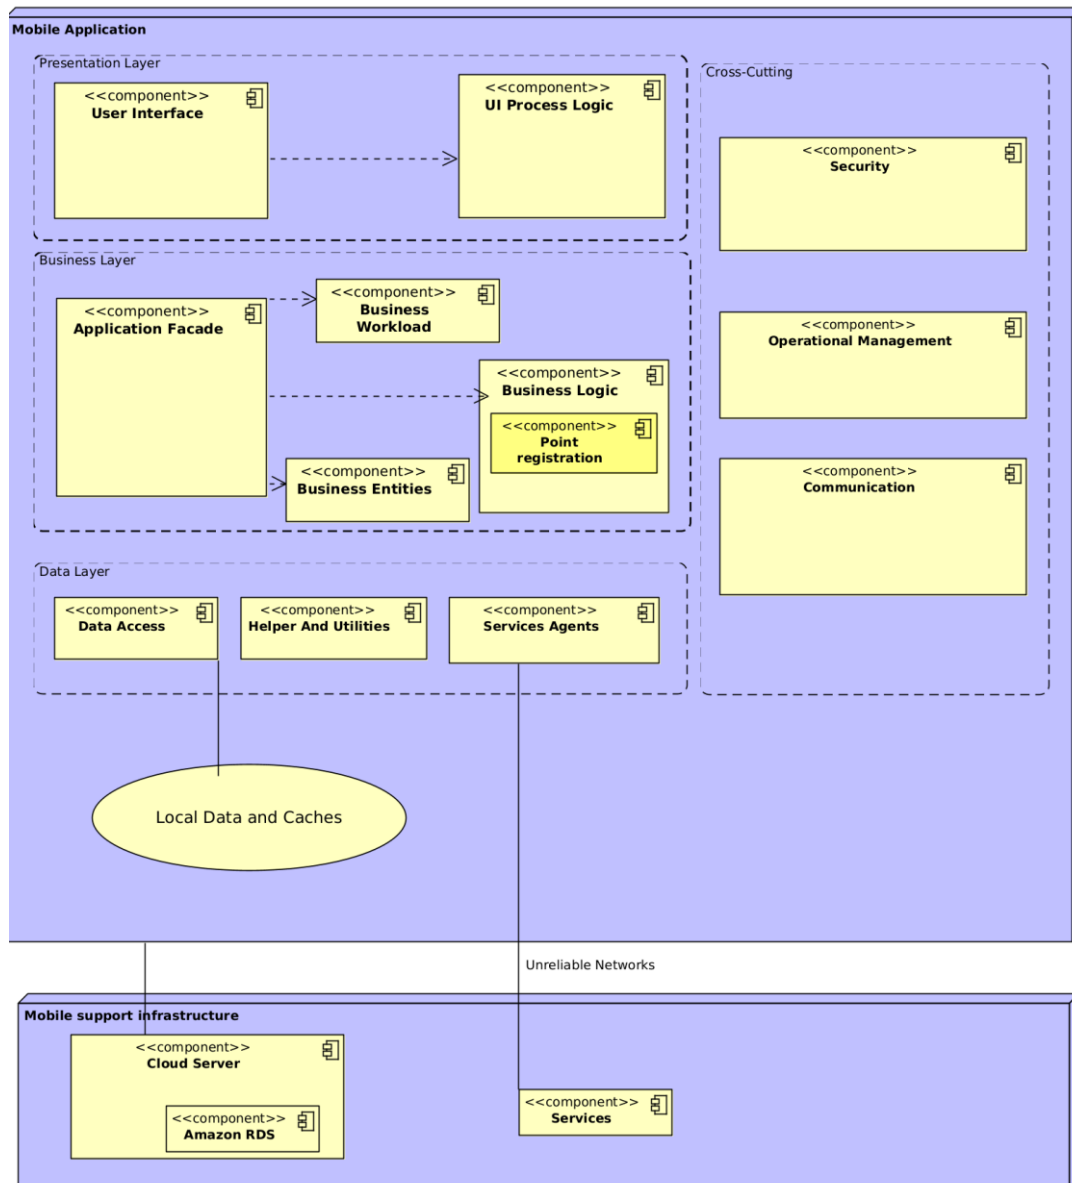 Mobile Application
Presentation Layer
<<component>>
User Interface
<<component>>
UI Process Logic
Cross-Cutting
<<component>>
Security
<<component>>
Operational Management
<<component>>
Communication
Business Layer
<<component>>
Application Facade
<<component>>
Business
Workload
<<component>>
Business Logic
<<component>>
Point
registration
<<component>>
Business Entities
Data Layer
<<component>>
Data Access
<<component>>
Helper And Utilities
<<component>>
Services Agents
Local Data and Caches
Unreliable Networks
Mobile support infrastructure
<<component>>
Cloud Server
<<component>>
Amazon RDS
<<component>>
Services